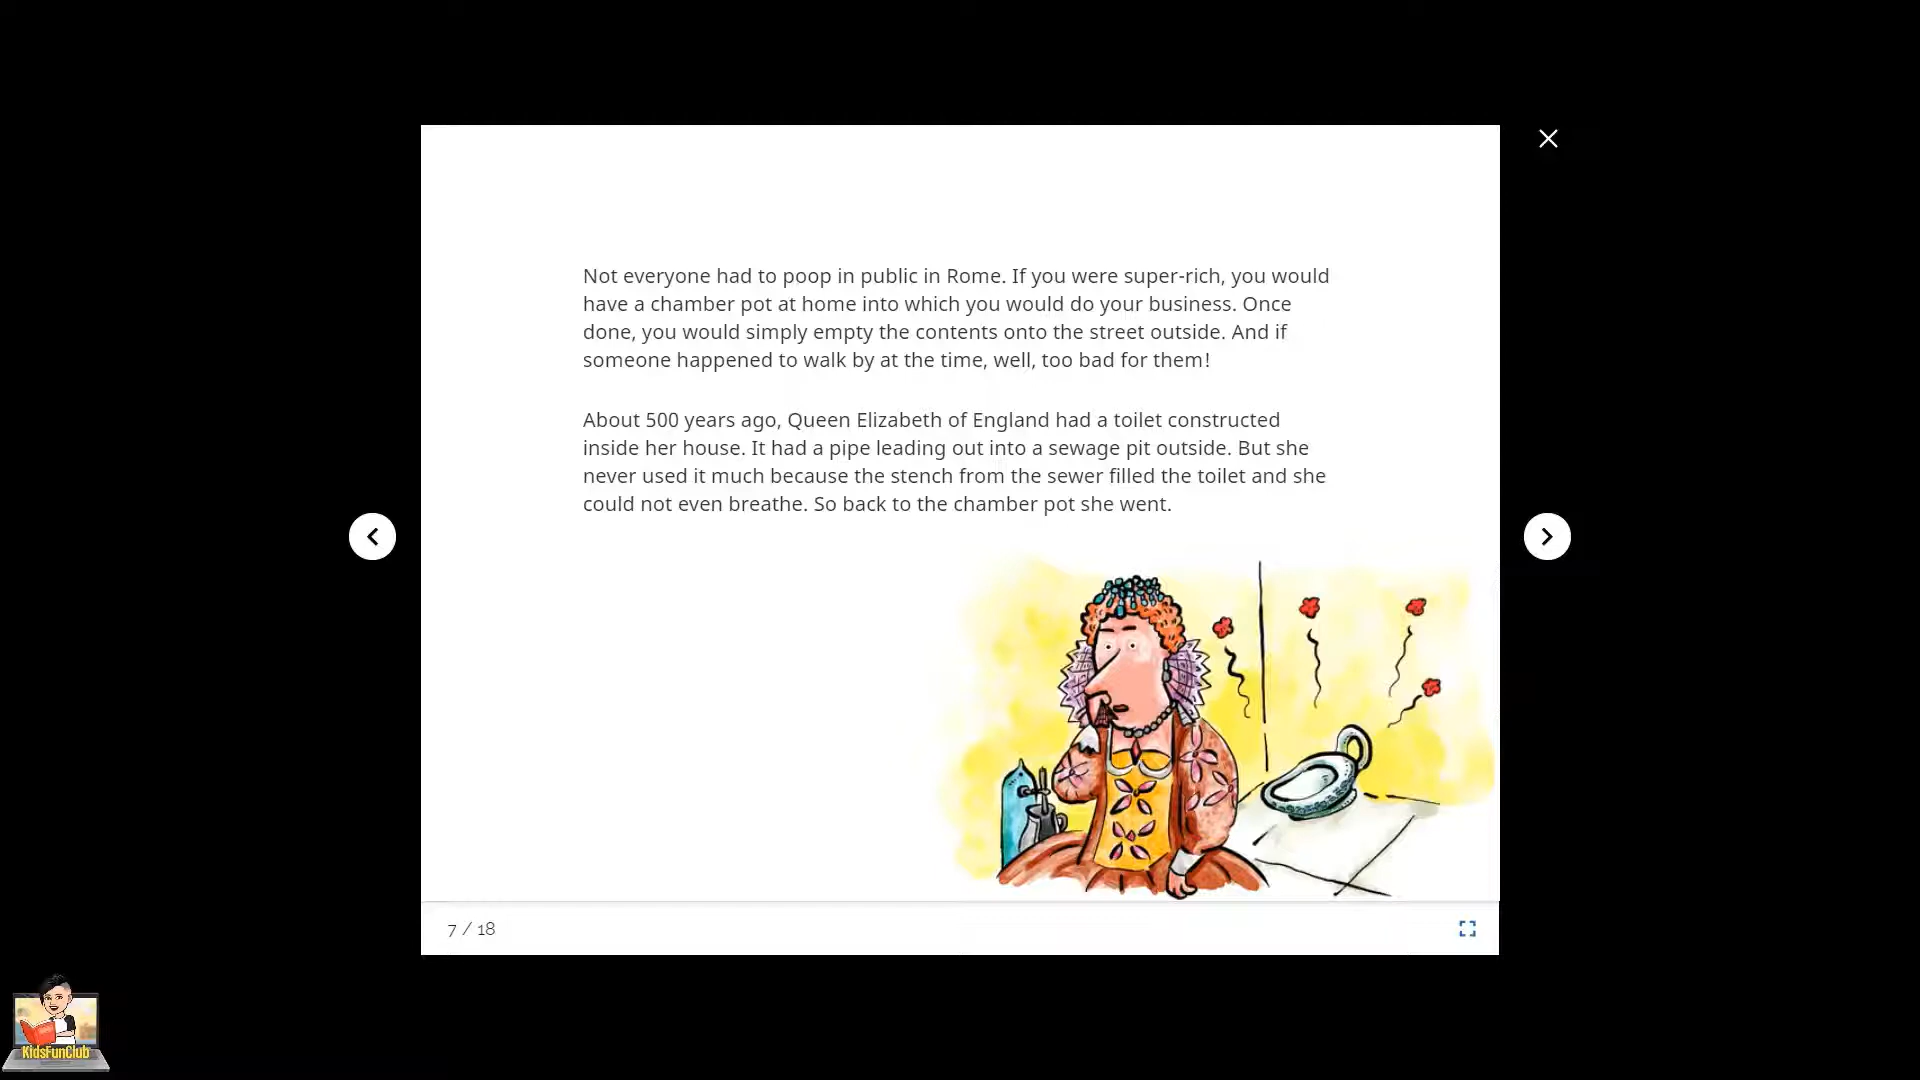 Not everyone had to poop in public in Rome. If you were super-rich, you would
have a chamber pot at home into which you would do your business. Once
done, you would simply empty the contents onto the street outside. And if
someone happened to walk by at the time, well, too bad for them!
About 500 years ago, Queen Elizabeth of England had a toilet constructed
inside her house. It had a pipe leading out into a sewage pit outside. But she
never used it much because the stench from the sewer filled the toilet and she
could not even breathe. So back to the chamber pot she went.
7 / 18
KidsFunClub